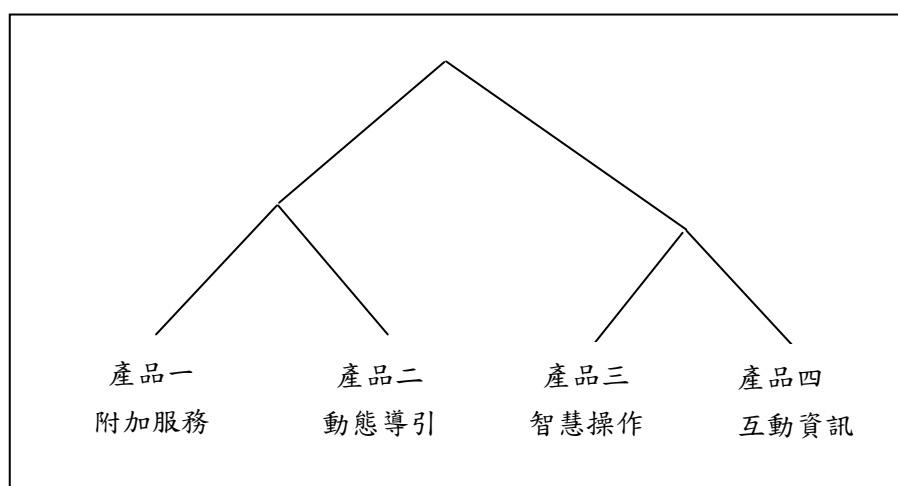 產品一
附加服務
產品二
動態導引
產品三
智慧操作
產品四
互動資訊